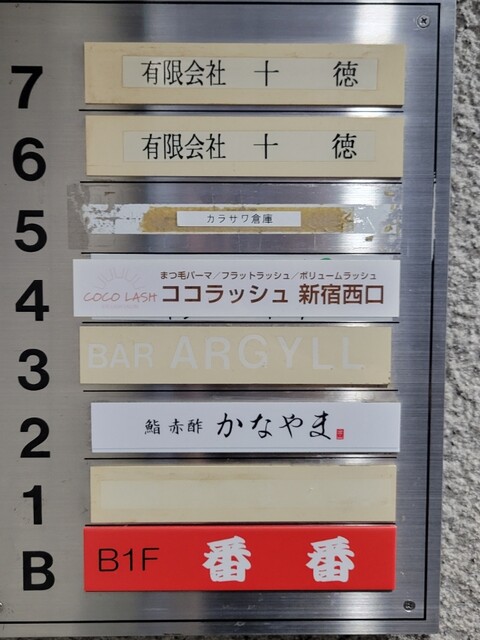 7 有限会社 十 徳
6 有限会社 十 徳
5 カラサワ倉庫
まつ毛パーマ/フラットラッシュ/ボリュームラッシュ
4 COCO LASH ココラッシュ 新宿西口
3 BAR ARGYLL
2 鮨 赤酢 かなやま
1
B B1F 番 番